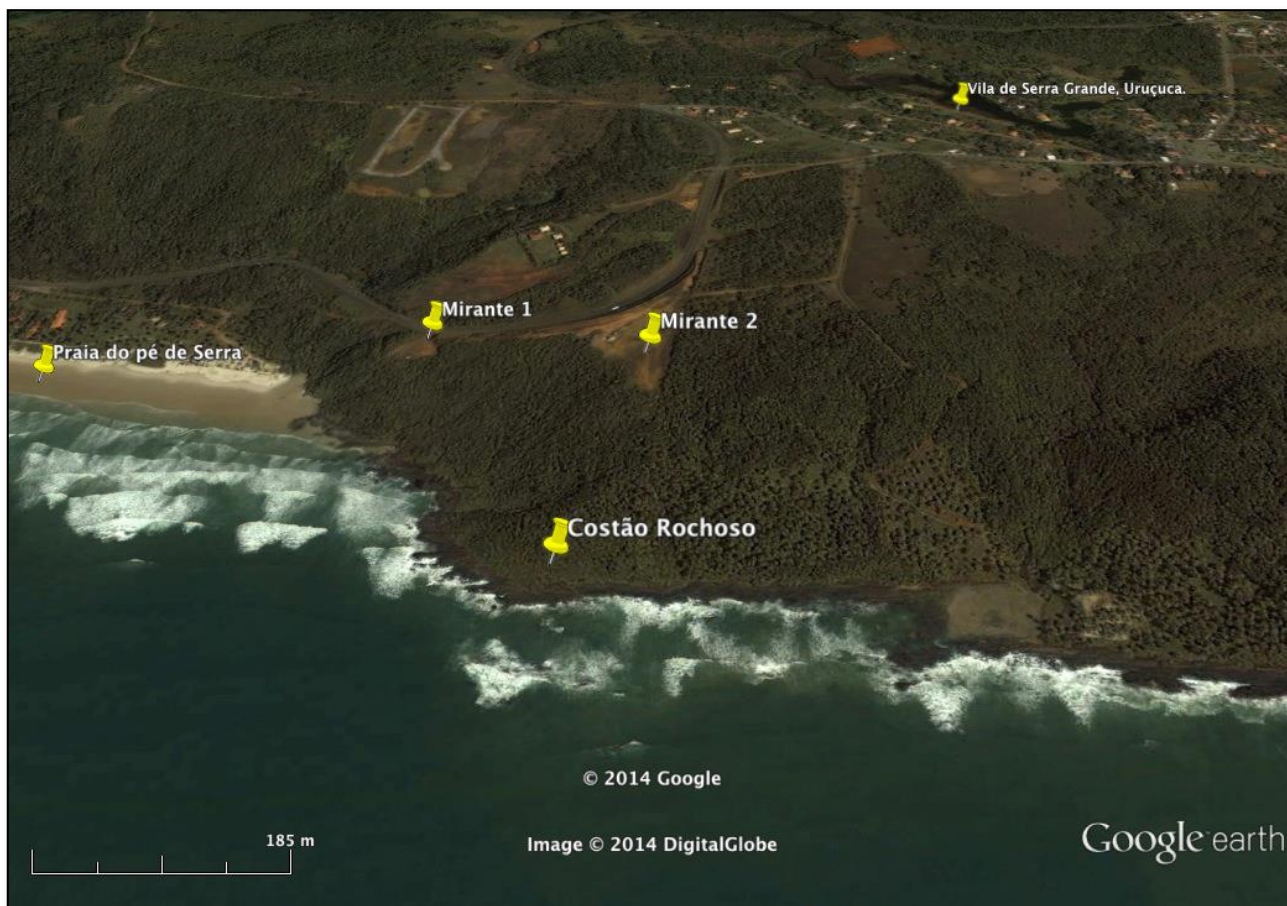 Vila de Serra Grande, Uruçuca.
Mirante 1
Mirante 2
Praia do pé de Serra
Costão Rochoso
© 2014 Google
185 m
Image © 2014 DigitalGlobe
Google earth